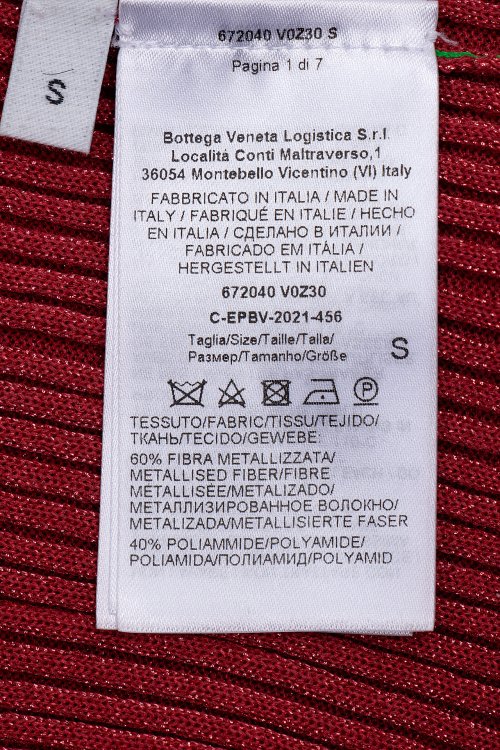 S
672040 V0Z30 S
Pagina 1 di 7
Bottega Veneta Logistica S.r.l
Località Conti Maltraverso,1
36054 Montebello Vicentino (VI) Italy
FABBRICATO IN ITALIA / MADE IN
ITALY / FABRIQUÉ EN ITALIE / HECHO
EN ITALIA / СДЕЛАНО В ИТАЛИИ /
FABRICADO EM ITÁLIA /
HERGESTELLT IN ITALIEN
672040 V0Z30
C-EPBV-2021-456
Taglia/Size/Taille/Talla/
Размер/Tamanho/Größe S
P
TESSUTO/FABRIC/TISSU/TEJIDO/
ТКАНЬ/TECIDO/GEWEBE:
60% FIBRA METALLIZZATA/
METALLISED FIBER/FIBRE
METALLISÉE/METALIZADO/
МЕТАЛЛИЗИРОВАННОЕ ВОЛОКНО/
METALIZADA/METALLISIERTE FASER
40% POLIAMMIDE/POLYAMIDE/
POLIAMIDA/ПОЛИАМИД/POLYAMID